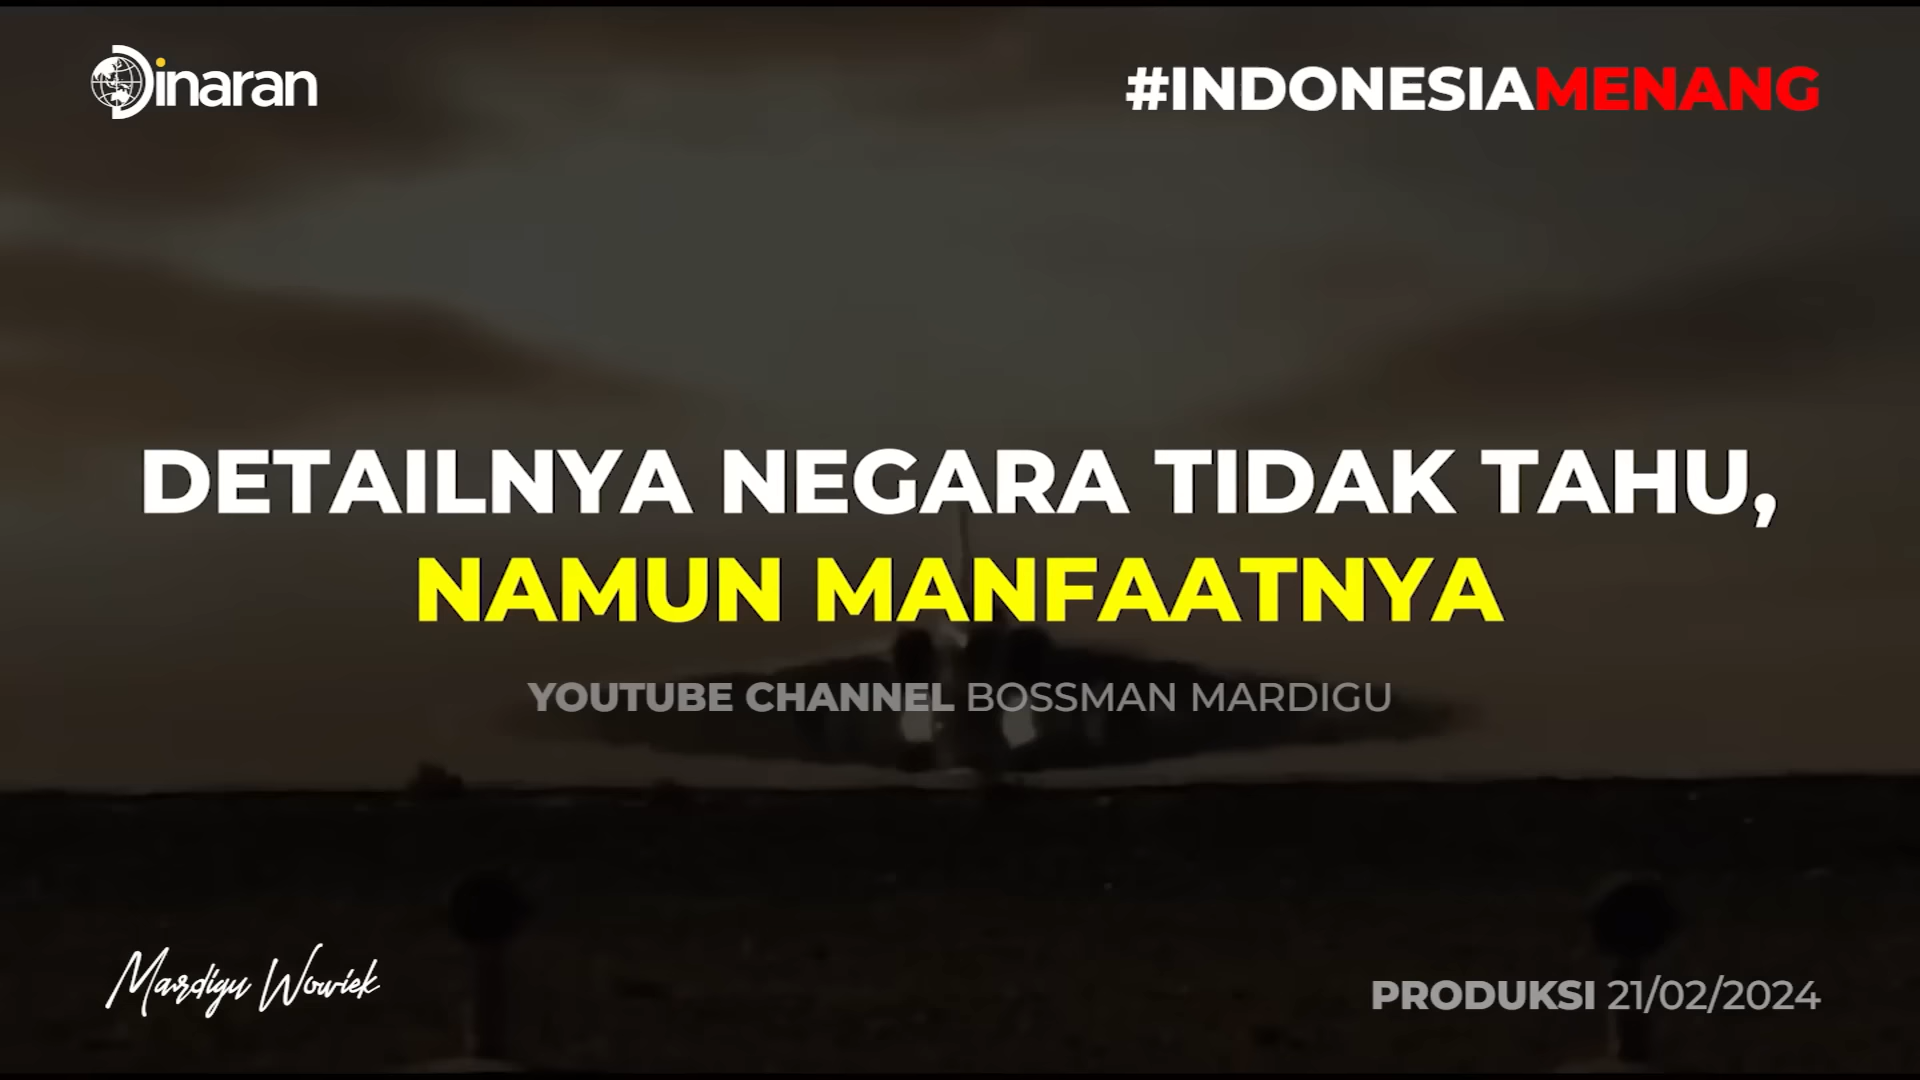 Dinaran
#INDONESIAMENANG
DETAILNYA NEGARA TIDAK TAHU,
NAMUN MANFAATNYA
YOUTUBE CHANNEL BOSSMAN MARDIGU
Mardigu Wowiek
PRODUKSI 21/02/2024